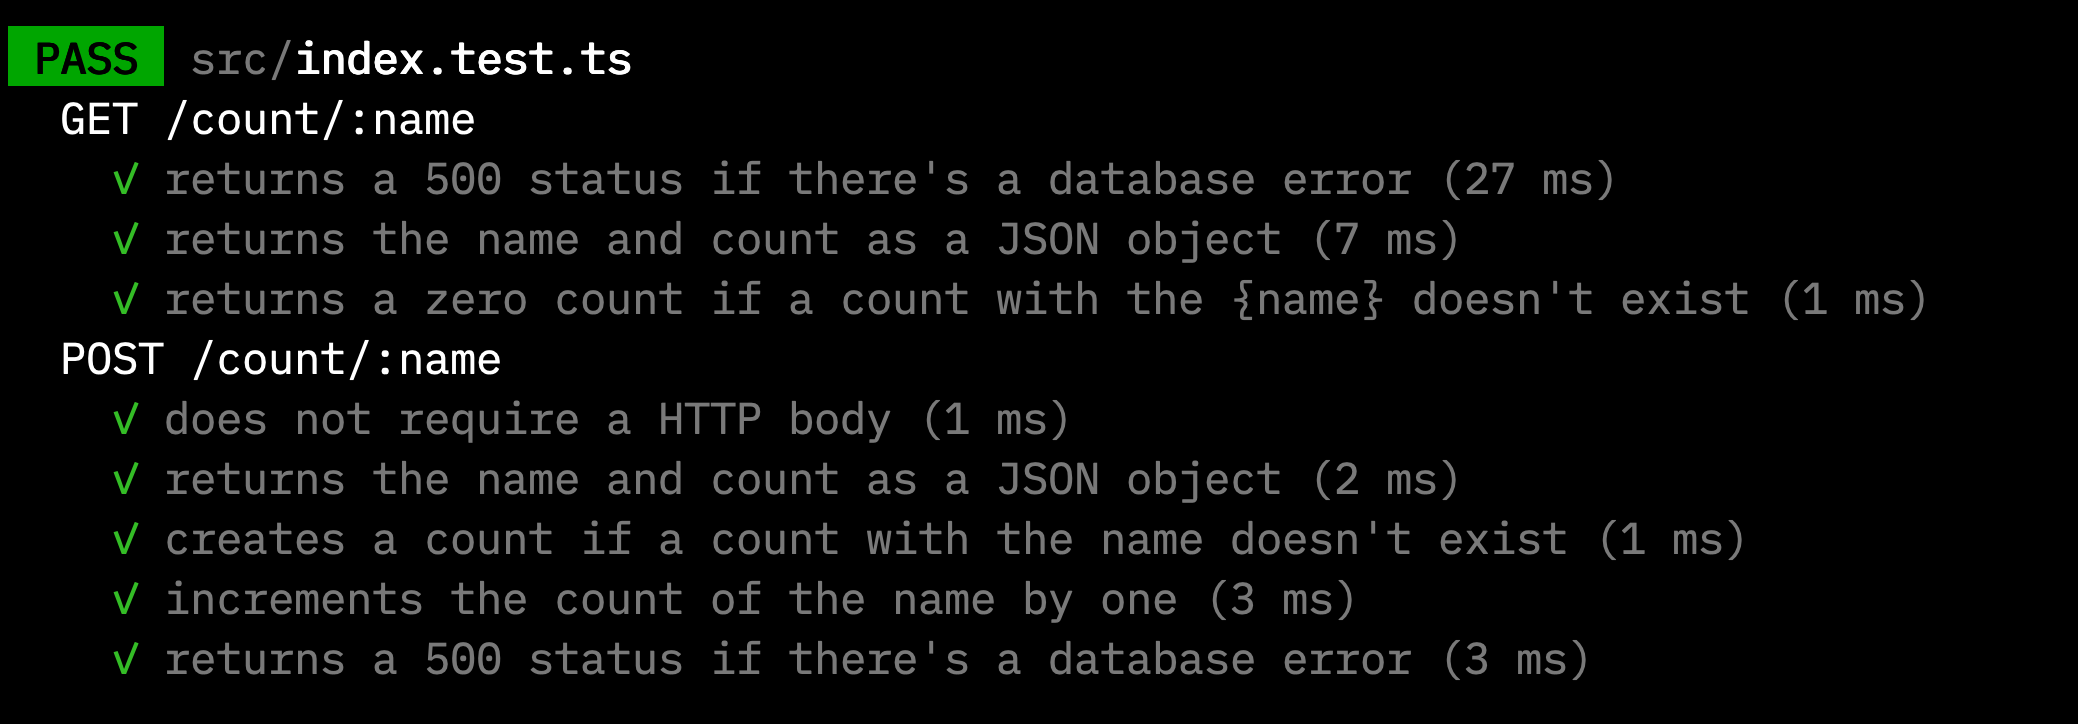 PASS src/index.test.ts
GET /count/:name
√ returns a 500 status if there's a database error (27 ms)
√ returns the name and count as a JSON object (7 ms)
√ returns a zero count if a count with the {name} doesn't exist (1 ms)
POST /count/:name
√ does not require a HTTP body (1 ms)
√ returns the name and count as a JSON object (2 ms)
√ creates a count if a count with the name doesn't exist (1 ms)
√ increments the count of the name by one (3 ms)
√ returns a 500 status if there's a database error (3 ms)